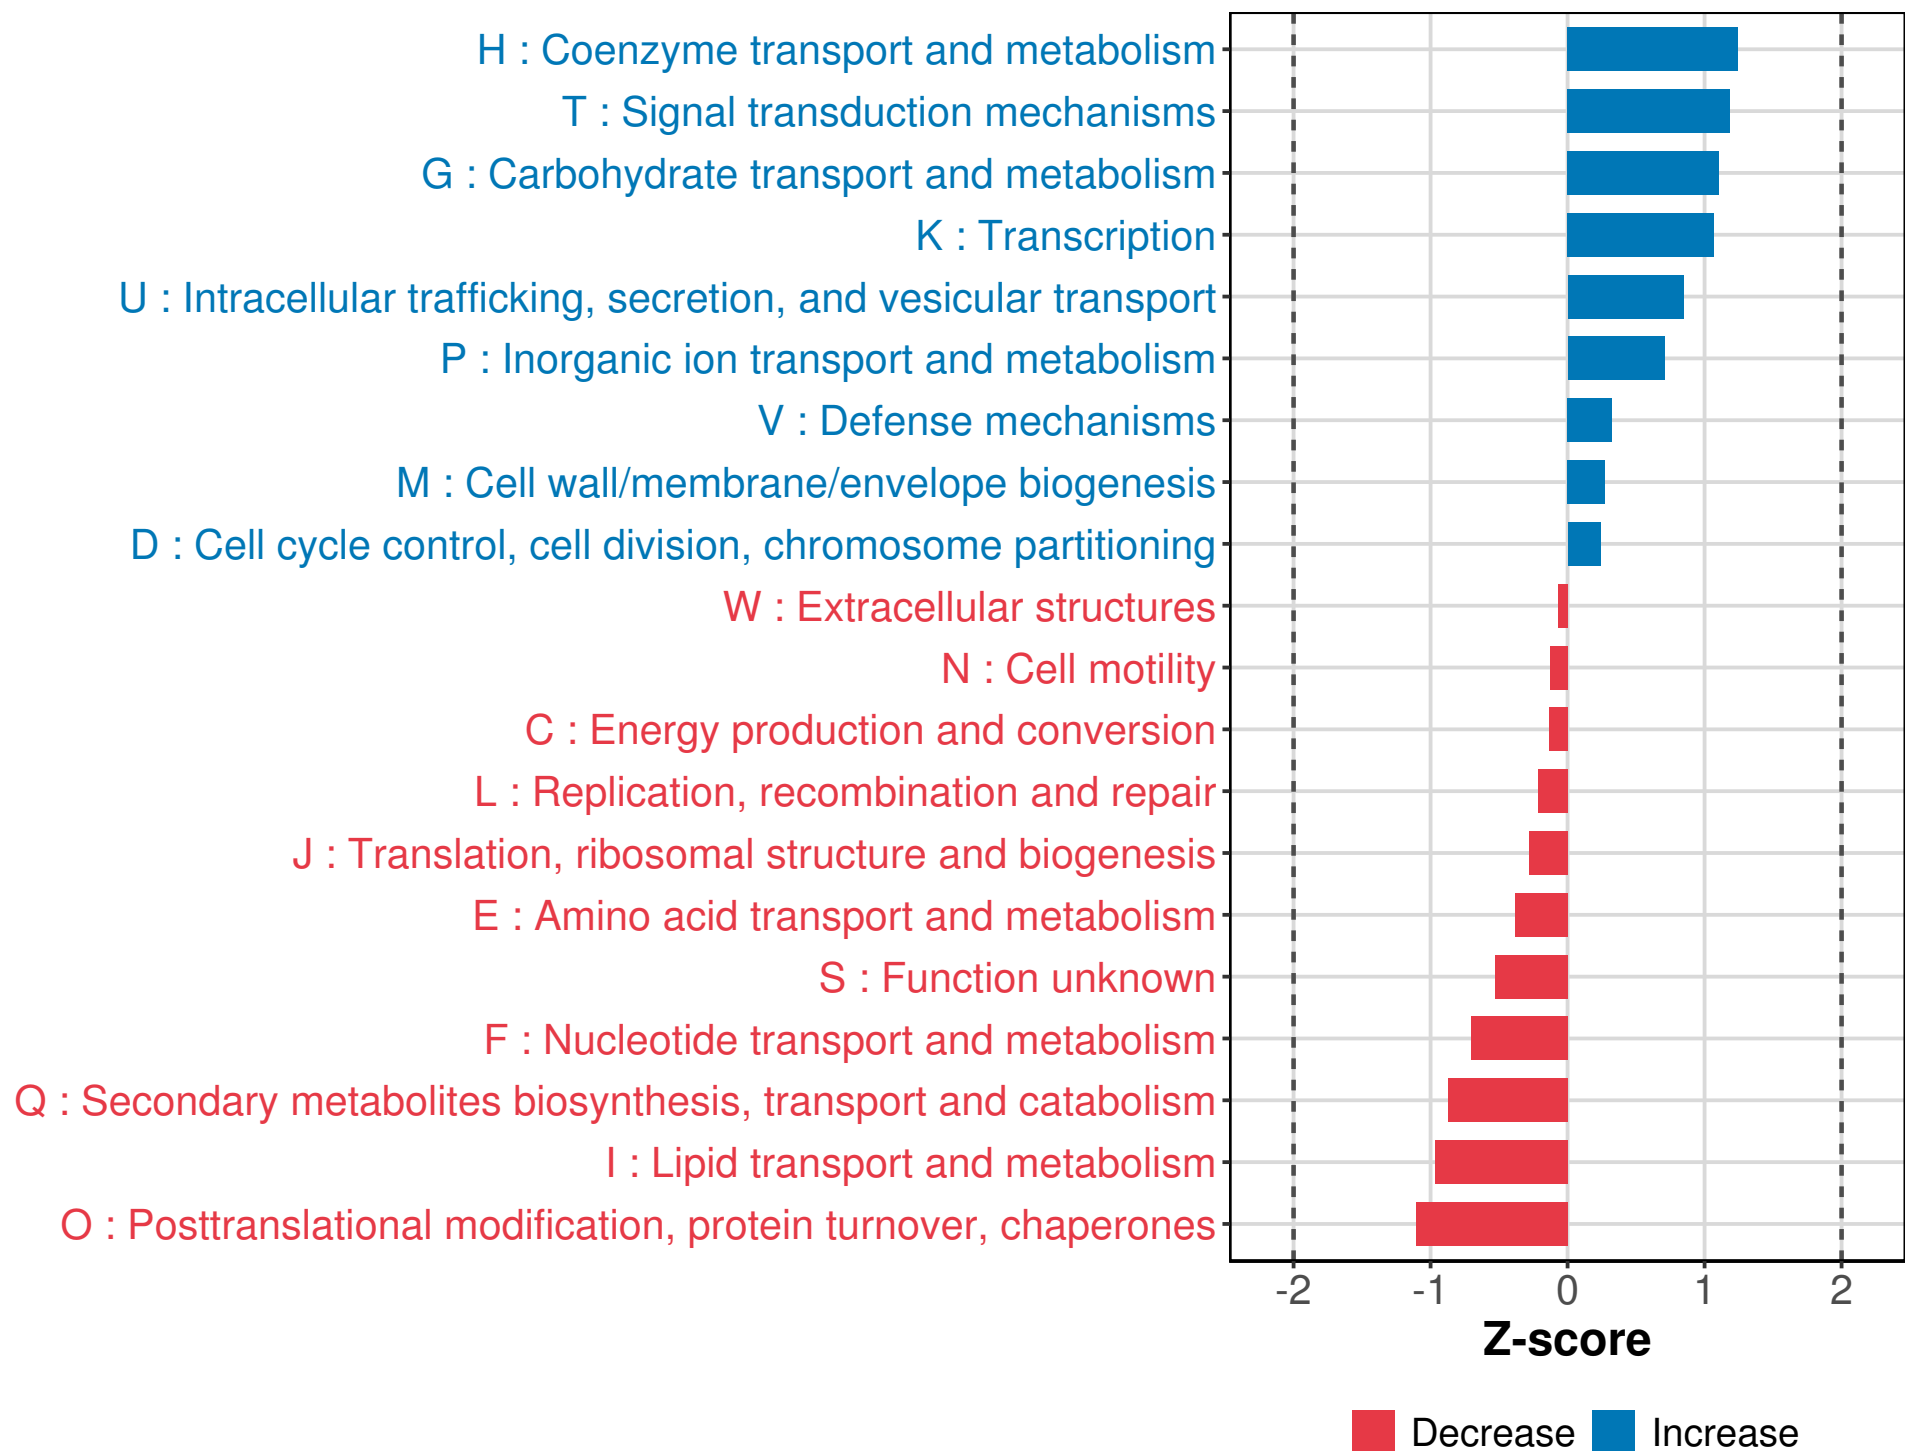 H : Coenzyme transport and metabolism
T : Signal transduction mechanisms
G : Carbohydrate transport and metabolism
K : Transcription
U : Intracellular trafficking, secretion, and vesicular transport
P : Inorganic ion transport and metabolism
V : Defense mechanisms
M : Cell wall/membrane/envelope biogenesis
D : Cell cycle control, cell division, chromosome partitioning
W : Extracellular structures
N : Cell motility
C : Energy production and conversion
L : Replication, recombination and repair
J : Translation, ribosomal structure and biogenesis
E : Amino acid transport and metabolism
S : Function unknown
F : Nucleotide transport and metabolism
Q : Secondary metabolites biosynthesis, transport and catabolism
I : Lipid transport and metabolism
O : Posttranslational modification, protein turnover, chaperones
-2 -1 0 1 2
Z-score
Decrease Increase